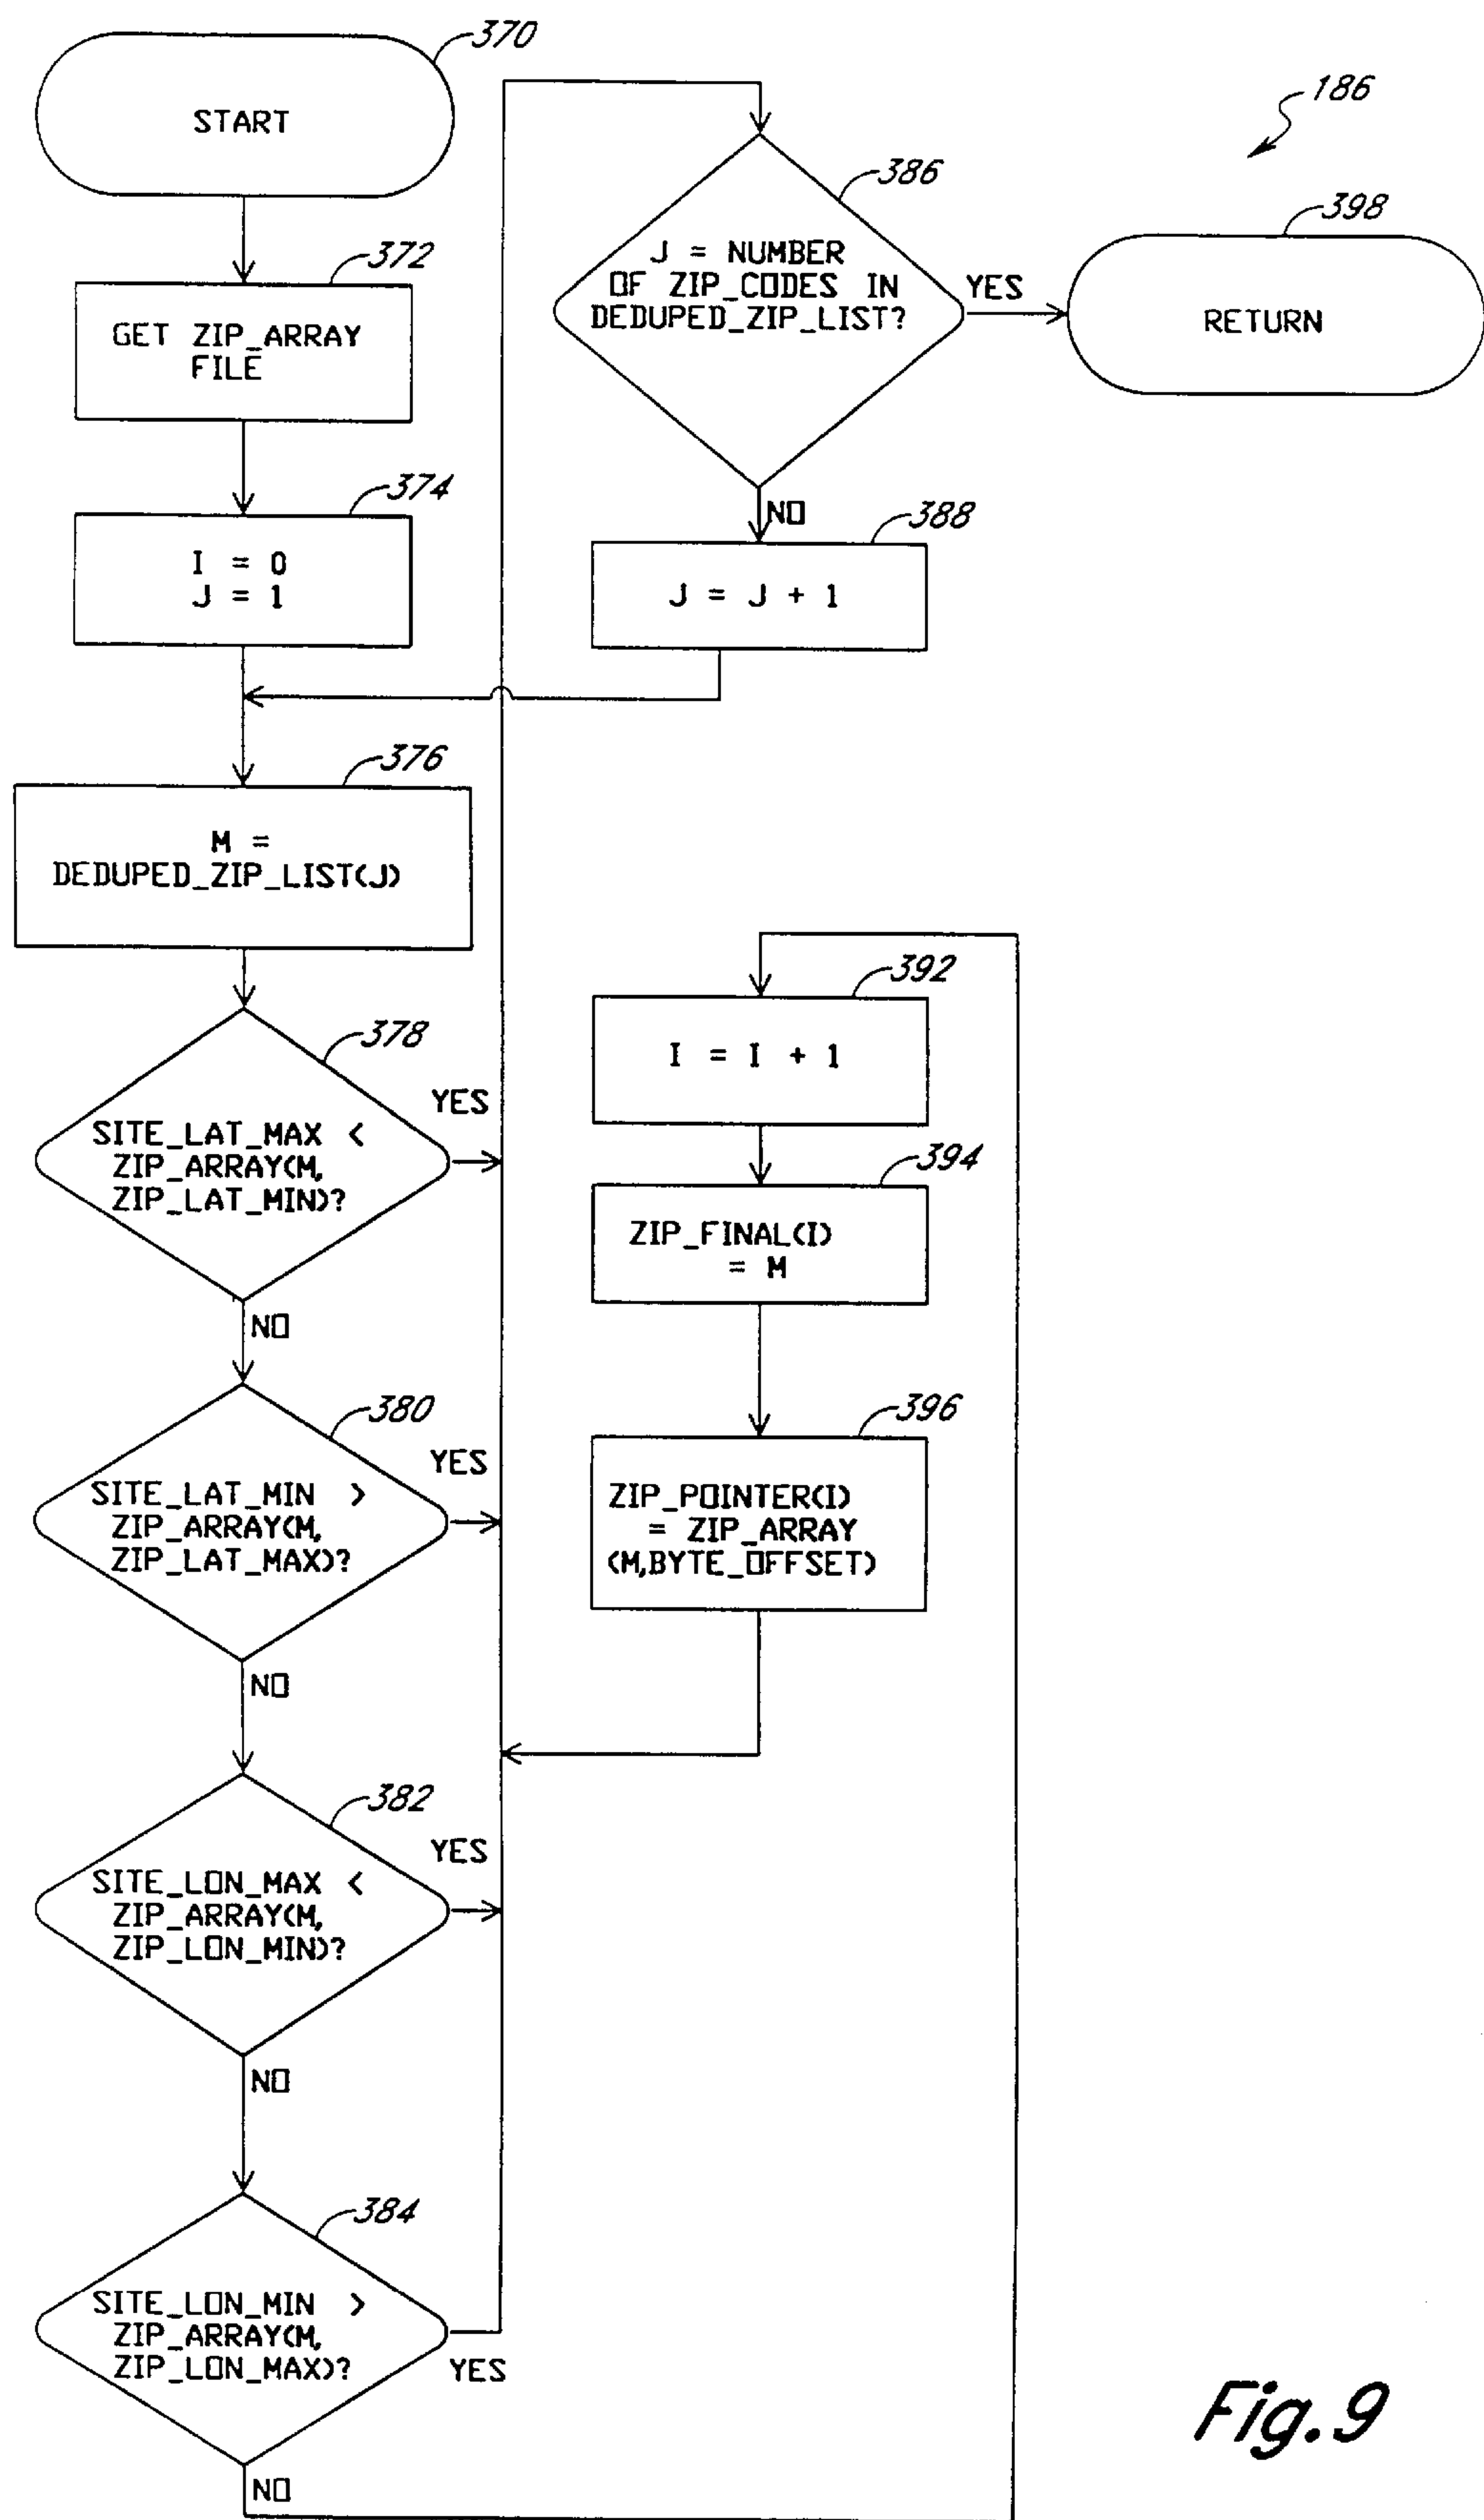 370
START
372
GET ZIP_ARRAY
FILE
374
I = 0
J = 1
376
M =
DEDUPED_ZIP_LIST(J)
378
SITE_LAT_MAX <
ZIP_ARRAY(M,
ZIP_LAT_MIN)?
YES
NO
380
SITE_LAT_MIN >
ZIP_ARRAY(M,
ZIP_LAT_MAX)?
YES
NO
382
SITE_LON_MAX <
ZIP_ARRAY(M,
ZIP_LON_MIN)?
YES
NO
384
SITE_LON_MIN >
ZIP_ARRAY(M,
ZIP_LON_MAX)?
YES
NO
386
J = NUMBER
OF ZIP_CODES IN
DEDUPED_ZIP_LIST?
YES
NO
388
J = J + 1
392
I = I + 1
394
ZIP_FINAL(I)
= M
396
ZIP_POINTER(I)
= ZIP_ARRAY
(M,BYTE_OFFSET)
186
398
RETURN
Fig. 9